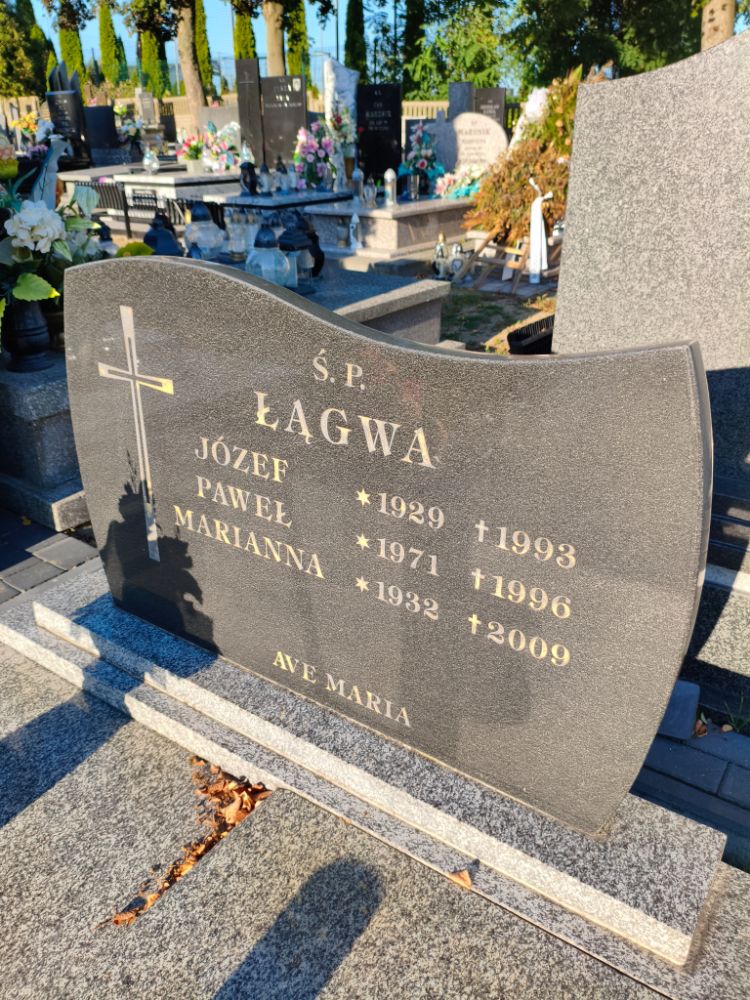 Ś.P.
ŁĄGWA
JÓZEF ✶1929 ✝1993
PAWEŁ ✶1971 ✝1996
MARIANNA ✶1932 ✝2009
AVE MARIA